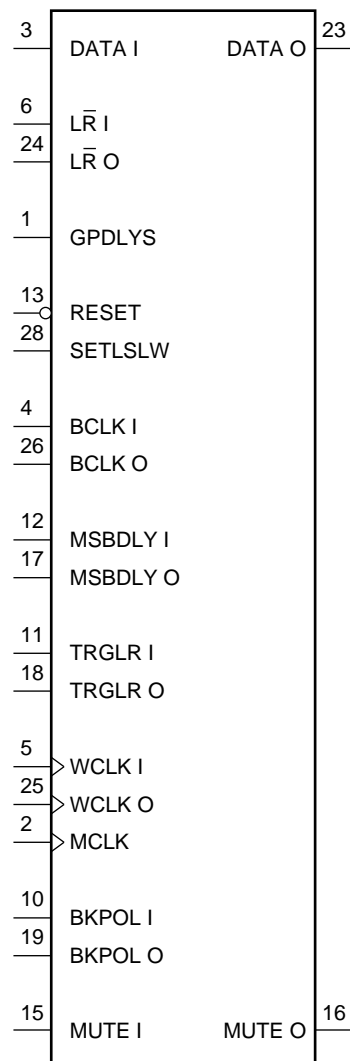 3 DATA I DATA O 23
6 LR̅ I
24 LR̅ O
1 GPDLYS
13 RESET
28 SETLSLW
4 BCLK I
26 BCLK O
12 MSBDLY I
17 MSBDLY O
11 TRGLR I
18 TRGLR O
5 WCLK I
25 WCLK O
2 MCLK
10 BKPOL I
19 BKPOL O
15 MUTE I MUTE O 16